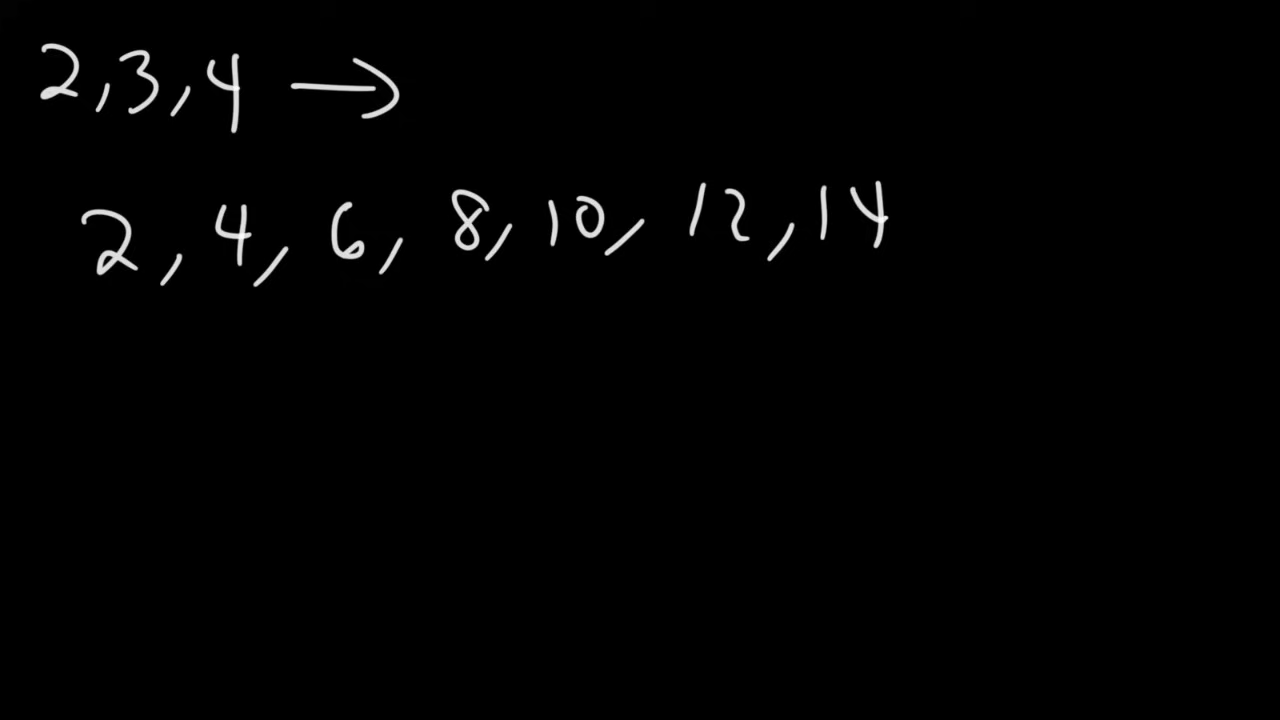 2,3,4 →
2, 4, 6, 8, 10, 12, 14